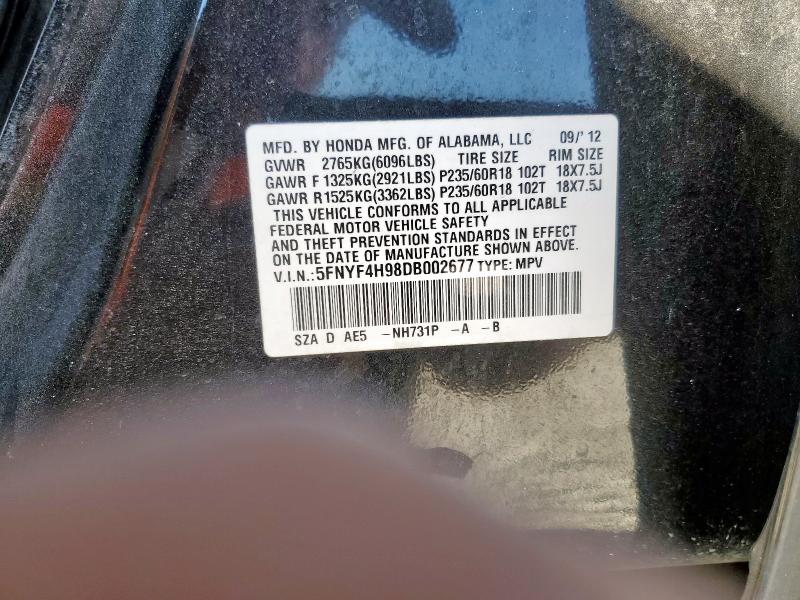 MFD. BY HONDA MFG. OF ALABAMA, LLC 09/'12
GVWR 2765KG(6096LBS) TIRE SIZE RIM SIZE
GAWR F 1325KG(2921LBS) P235/60R18 102T 18X7.5J
GAWR R1525KG(3362LBS) P235/60R18 102T 18X7.5J
THIS VEHICLE CONFORMS TO ALL APPLICABLE
FEDERAL MOTOR VEHICLE SAFETY
AND THEFT PREVENTION STANDARDS IN EFFECT
ON THE DATE OF MANUFACTURE SHOWN ABOVE.
V.I.N.:5FNYF4H98DB002677 TYPE: MPV
SZA D AE5 -NH731P -A -B